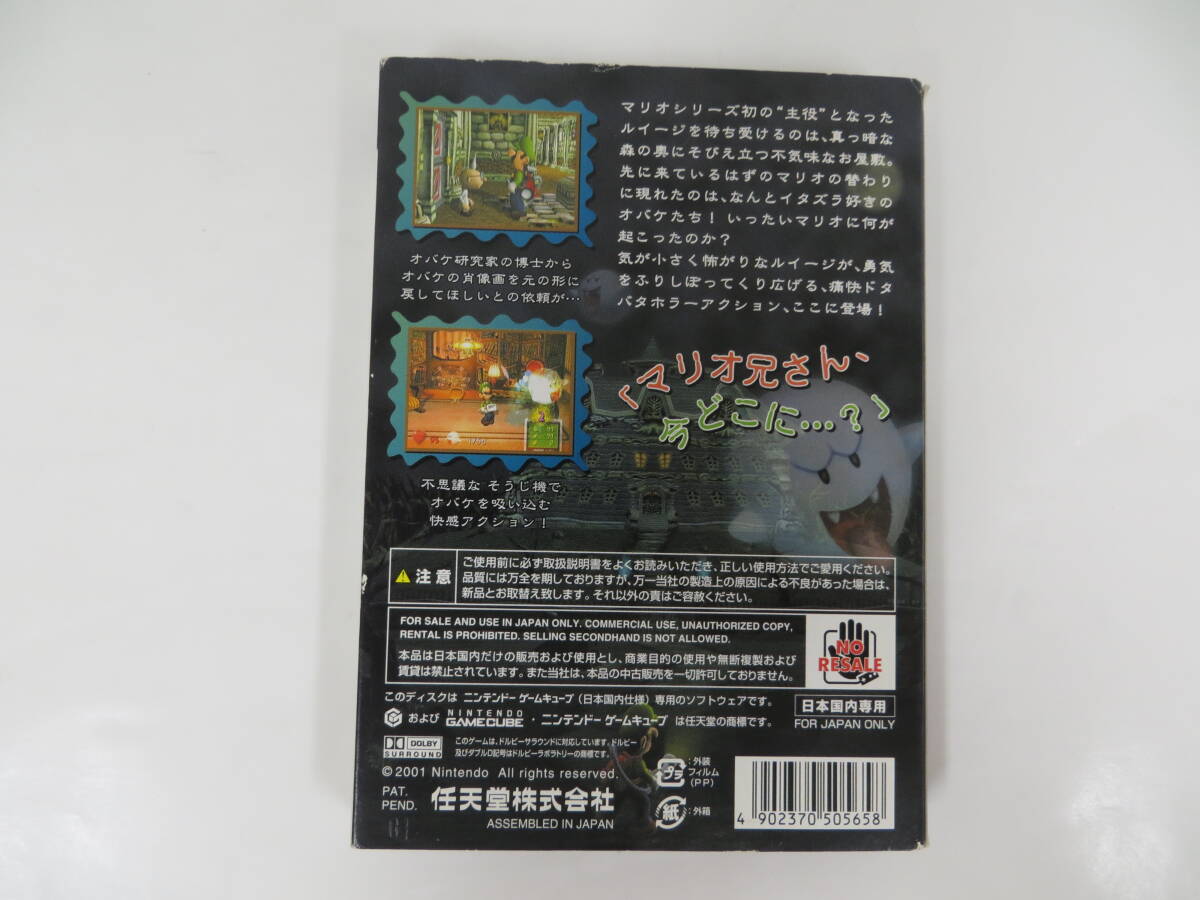 マリオシリーズ初の“主役”となった
ルイージを待ち受けるのは、真っ暗な
森の奥にそびえ立つ不気味なお屋敷。
先に来ているはずのマリオの替わり
に現れたのは、なんとイタズラ好きの
オバケたち！ いったいマリオに何が
起こったのか？
気が小さく怖がりなルイージが、勇気
をふりしぼってくり広げる、痛快ドタ
バタホラーアクション、ここに登場！
オバケ研究家の博士から
オバケの肖像画を元の形に
戻してほしいとの依頼が…
「マリオ兄さん、
今どこに…？」
不思議な そうじ機で
オバケを吸い込む
快感アクション！
注意
ご使用前に必ず取扱説明書をよくお読みいただき、正しい使用方法でご愛用ください。
品質には万全を期しておりますが、万一当社の製造上の原因による不良があった場合は、
新品とお取替え致します。それ以外の責はご容赦ください。
FOR SALE AND USE IN JAPAN ONLY. COMMERCIAL USE, UNAUTHORIZED COPY,
RENTAL IS PROHIBITED. SELLING SECONDHAND IS NOT ALLOWED.
本品は日本国内だけの販売および使用とし、商業目的の使用や無断複製および
賃貸は禁止されています。また当社は、本品の中古販売を一切許可しておりません。
NO
RESALE
このディスクは ニンテンドーゲームキューブ（日本国内仕様）専用のソフトウェアです。
および NINTENDO GAMECUBE ・ ニンテンドーゲームキューブ は任天堂の商標です。
日本国内専用
FOR JAPAN ONLY
DOLBY
SURROUND
このゲームは、ドルビーサラウンドに対応しています。ドルビー
及びダブルD記号はドルビーラボラトリーの商標です。
©2001 Nintendo All rights reserved.
PAT.
PEND.
任天堂株式会社
ASSEMBLED IN JAPAN
プラ
：外装
フィルム
(PP)
紙
：外箱
4 902370 505658